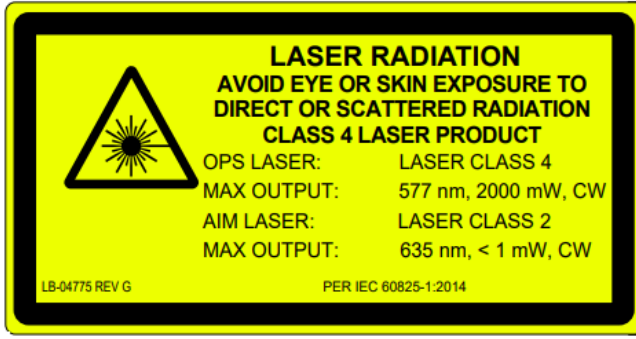 LASER RADIATION
AVOID EYE OR SKIN EXPOSURE TO
DIRECT OR SCATTERED RADIATION
CLASS 4 LASER PRODUCT
OPS LASER: LASER CLASS 4
MAX OUTPUT: 577 nm, 2000 mW, CW
AIM LASER: LASER CLASS 2
MAX OUTPUT: 635 nm, < 1 mW, CW
LB-04775 REV G PER IEC 60825-1:2014